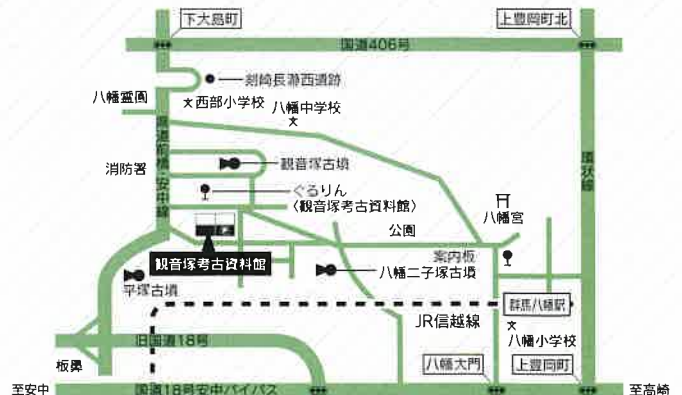 下大島町
上豊岡町北
国道406号
剣崎長瀞西遺跡
八幡霊園
西部小学校
八幡中学校
県道前橋・安中線
消防署
観音塚古墳
環状線
ぐるりん
〈観音塚考古資料館〉
八幡宮
公園
観音塚考古資料館
案内板
八幡二子塚古墳
平塚古墳
群馬八幡駅
JR信越線
八幡小学校
旧国道18号
板鼻
八幡大門
上豊岡町
至安中
国道18号安中バイパス
至高崎